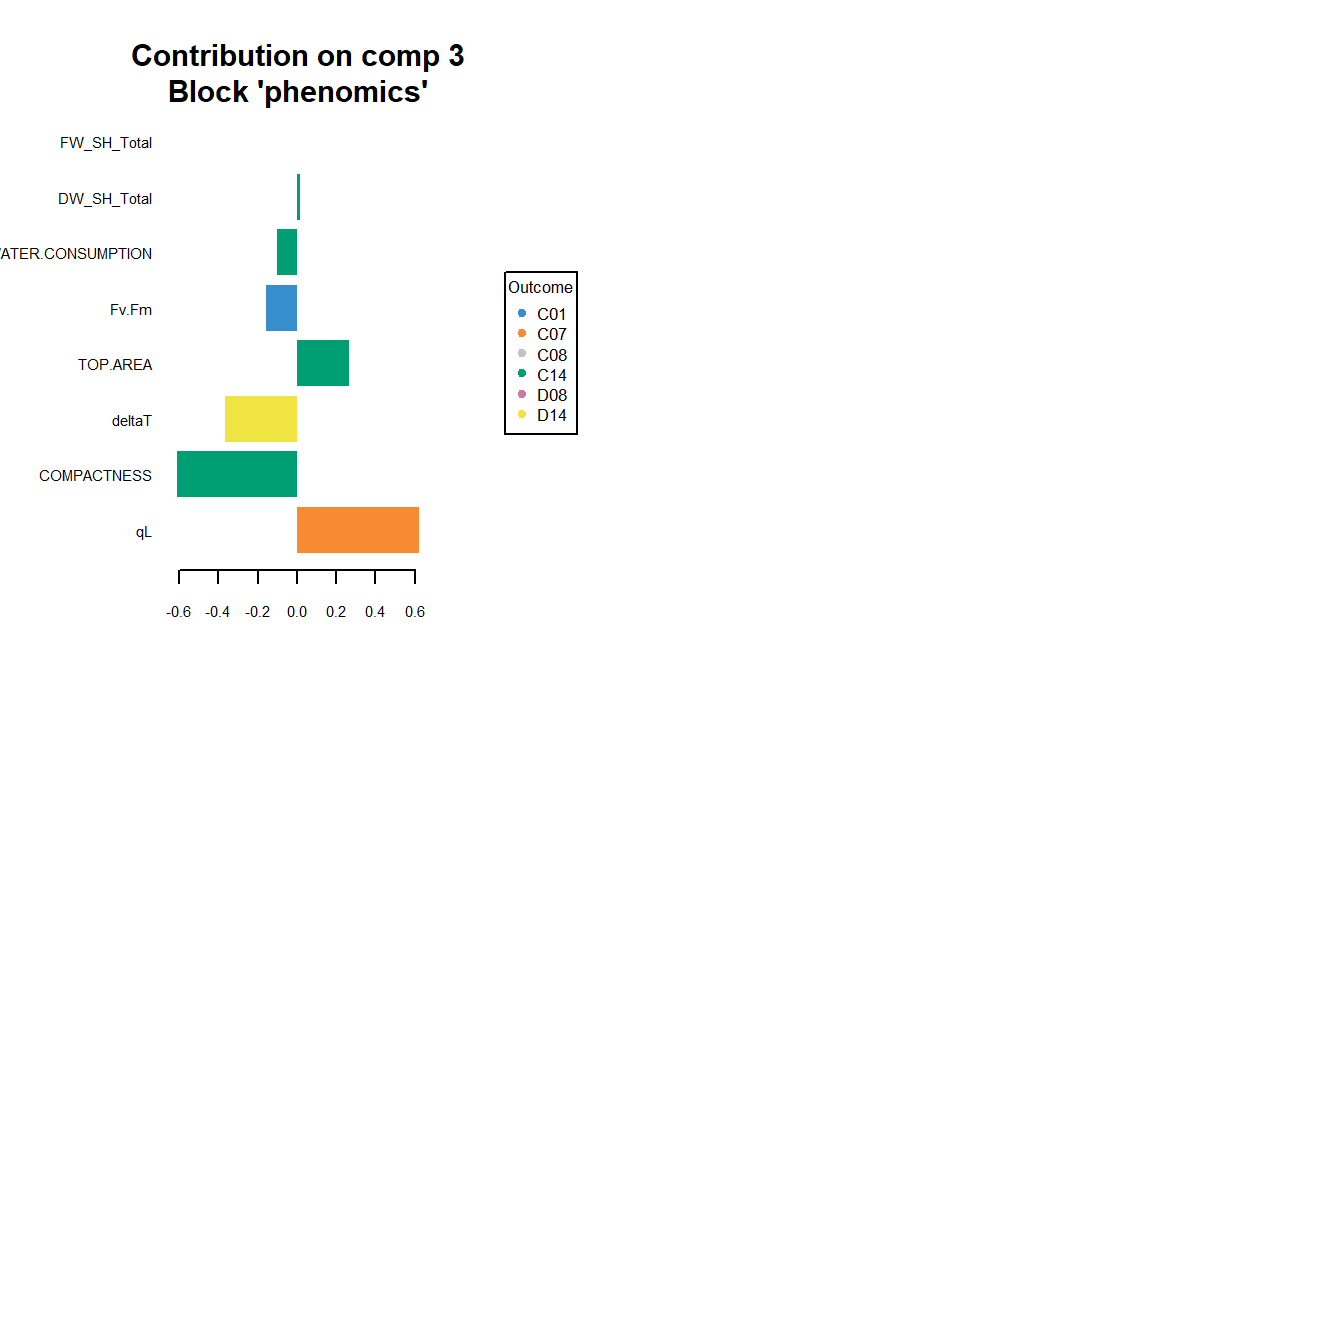 Contribution on comp 3
Block 'phenomics'
FW_SH_Total
DW_SH_Total
ATER.CONSUMPTION
Fv.Fm
TOP.AREA
deltaT
COMPACTNESS
qL
-0.6 -0.4 -0.2 0.0 0.2 0.4 0.6
Outcome
C01
C07
C08
C14
D08
D14